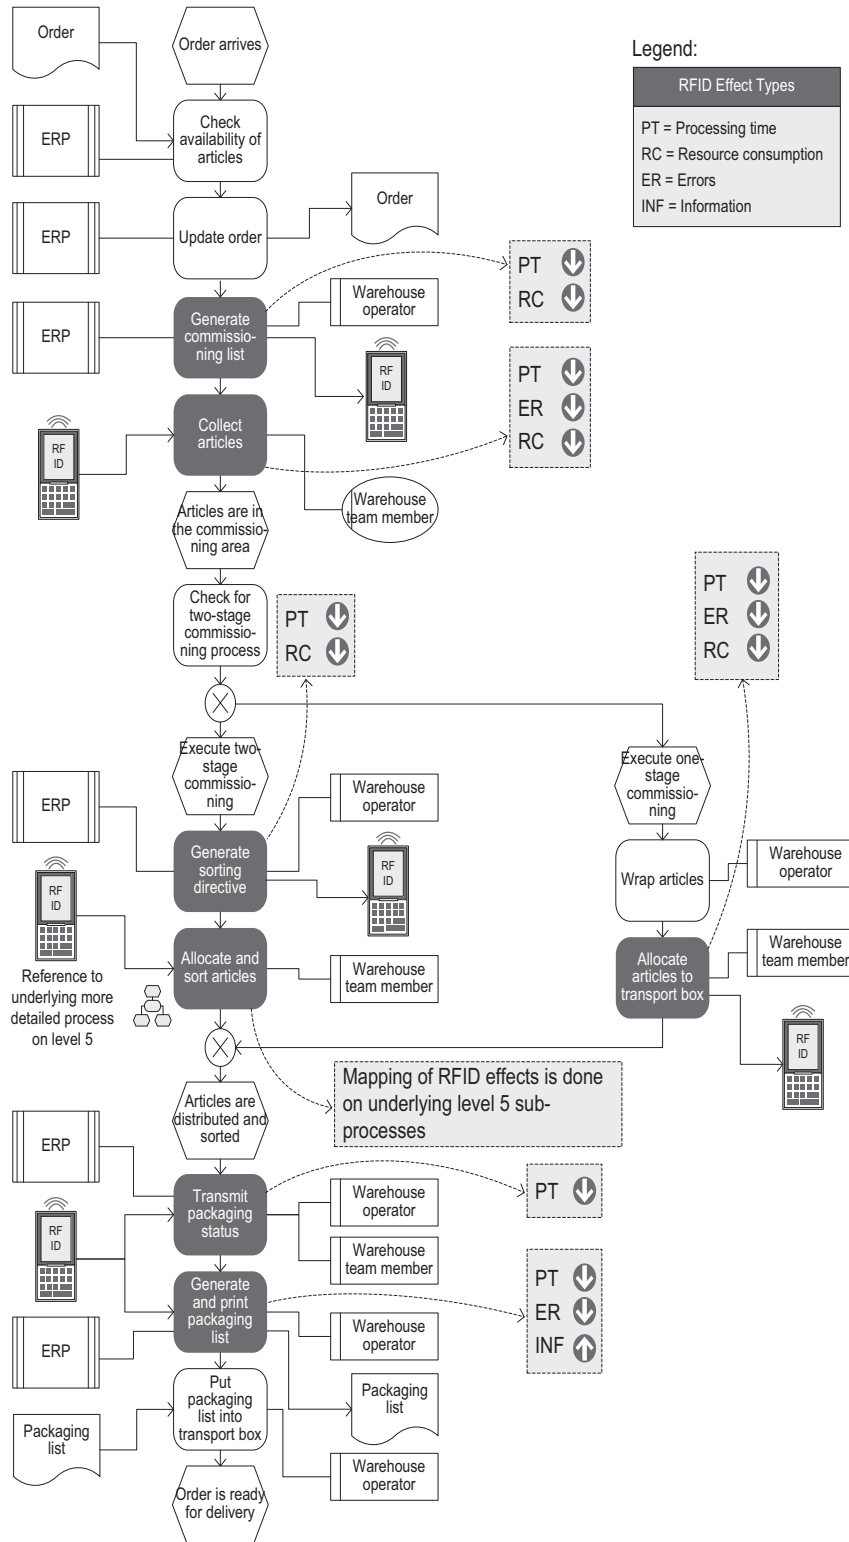 Order
Order arrives
Legend:
RFID Effect Types
PT = Processing time
RC = Resource consumption
ER = Errors
INF = Information
ERP
Check
availability of
articles
Order
ERP
Update order
PT
RC
Warehouse
operator
ERP
Generate
commissio-
ning list
RF
ID
PT
ER
RC
Collect
articles
RF
ID
Warehouse
team member
Articles are in
the commissio-
ning area
PT
ER
RC
Check for
two-stage
commissio-
ning process
PT
RC
X
Execute two-
stage
commissio-
ning
Execute one-
stage
commissio-
ning
ERP
Warehouse
operator
Generate
sorting
directive
RF
ID
Wrap articles
Warehouse
operator
RF
ID
Reference to
underlying more
detailed process
on level 5
Allocate and
sort articles
Warehouse
team member
Allocate
articles to
transport box
Warehouse
team member
RF
ID
X
Mapping of RFID effects is done
on underlying level 5 sub-
processes
Articles are
distributed and
sorted
ERP
PT
Transmit
packaging
status
Warehouse
operator
RF
ID
Warehouse
team member
PT
ER
INF
Generate
and print
packaging
list
Warehouse
operator
ERP
Put
packaging
list into
transport box
Packaging
list
Packaging
list
Warehouse
operator
Order is ready
for delivery